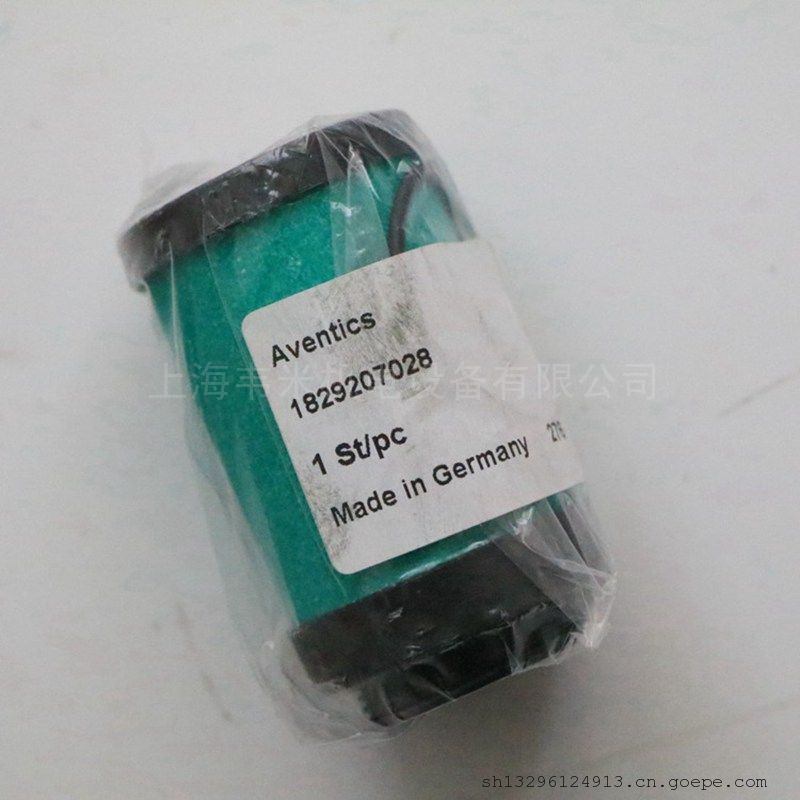 Aventics
1829207028
1 St/pc
Made in Germany 276
上海韦米机电设备有限公司
sh13296124913.cn.goepe.com